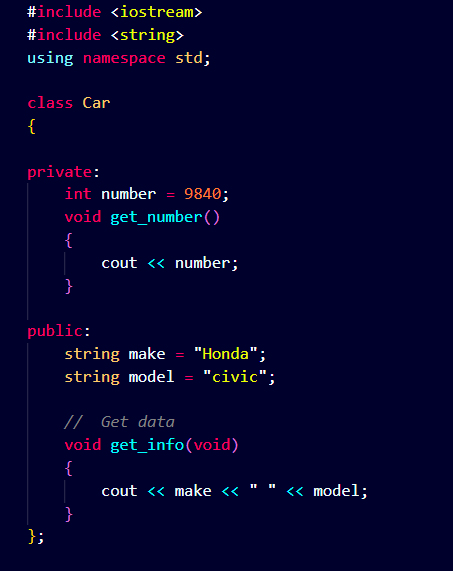 #include <iostream>
#include <string>
using namespace std;
class Car
{
private:
int number = 9840;
void get_number()
{
cout << number;
}
public:
string make = "Honda";
string model = "civic";
// Get data
void get_info(void)
{
cout << make << " " << model;
}
};